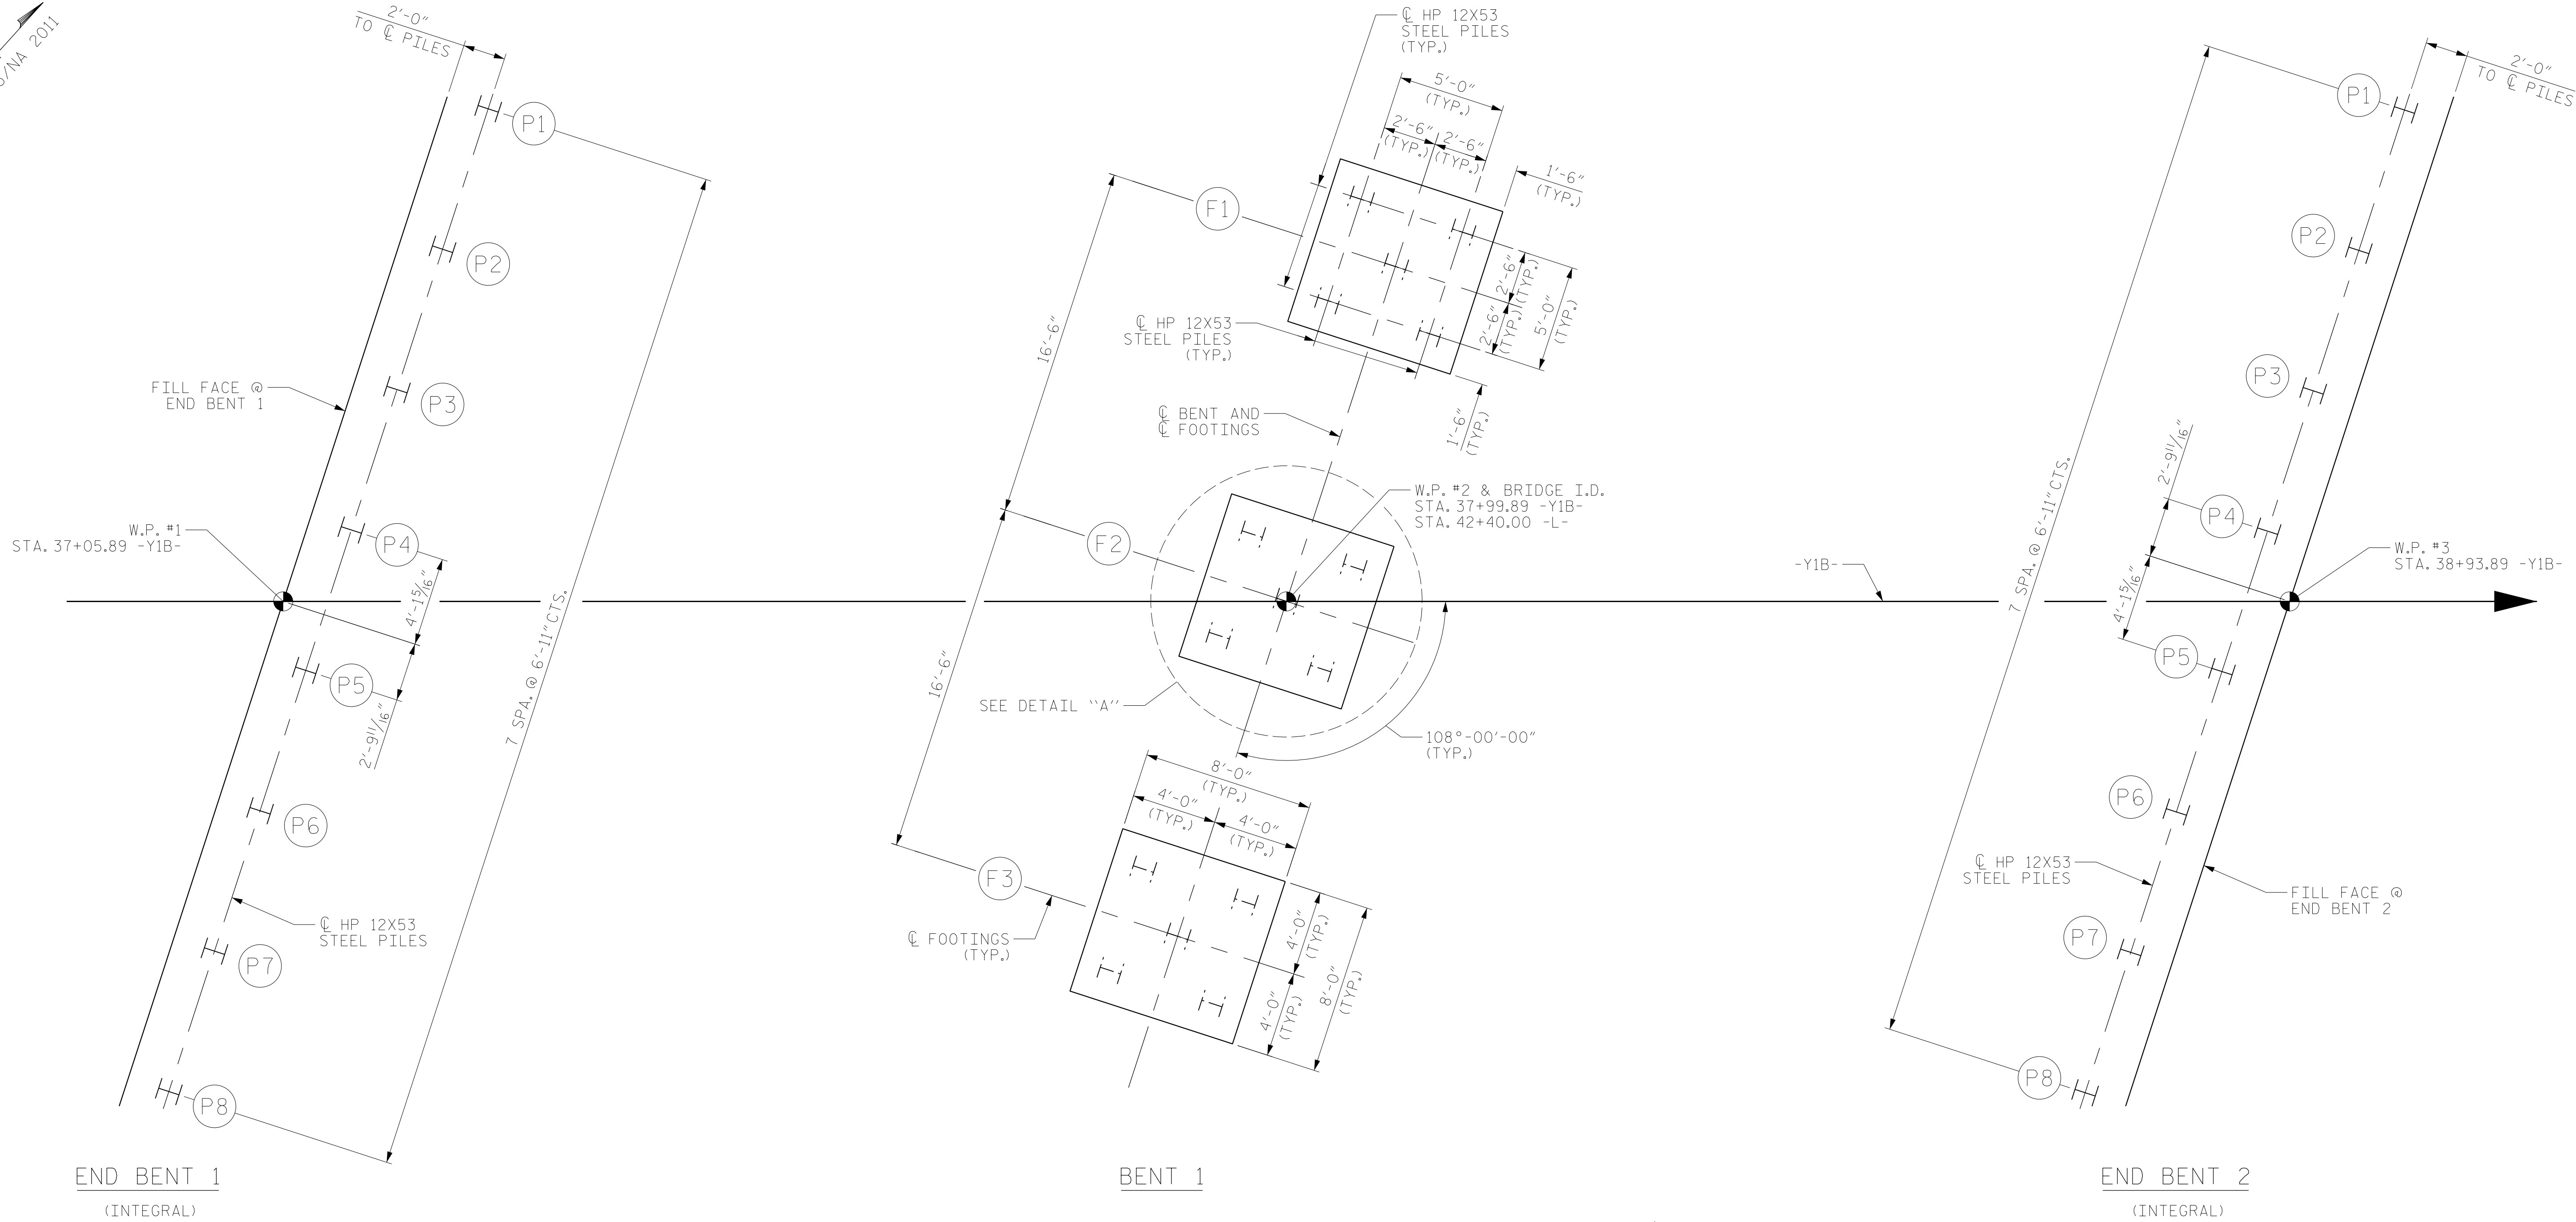 2'-0"
TO ℄ PILES
P1
P2
P3
P4
P5
P6
P7
P8
FILL FACE @
END BENT 1
W.P. #1
STA. 37+05.89 -Y1B-
4'-1 5/16"
2'-9 11/16"
7 SPA. @ 6'-11" CTS.
℄ HP 12X53
STEEL PILES
END BENT 1
(INTEGRAL)
℄ HP 12X53
STEEL PILES
(TYP.)
5'-0"
(TYP.)
2'-6"
(TYP.)
2'-6"
(TYP.)
1'-6"
(TYP.)
F1
16'-6"
2'-6"
(TYP.)
2'-6"
(TYP.)
5'-0"
(TYP.)
℄ HP 12X53
STEEL PILES
(TYP.)
1'-6"
(TYP.)
℄ BENT AND
℄ FOOTINGS
W.P. #2 & BRIDGE I.D.
STA. 37+99.89 -Y1B-
STA. 42+40.00 -L-
F2
16'-6"
SEE DETAIL "A"
108°-00'-00"
(TYP.)
8'-0"
(TYP.)
4'-0"
(TYP.)
4'-0"
(TYP.)
F3
℄ FOOTINGS
(TYP.)
4'-0"
(TYP.)
4'-0"
(TYP.)
8'-0"
(TYP.)
BENT 1
-Y1B-
2'-0"
TO ℄ PILES
P1
P2
P3
P4
P5
P6
P7
P8
7 SPA. @ 6'-11" CTS.
2'-9 11/16"
4'-1 5/16"
W.P. #3
STA. 38+93.89 -Y1B-
℄ HP 12X53
STEEL PILES
FILL FACE @
END BENT 2
END BENT 2
(INTEGRAL)